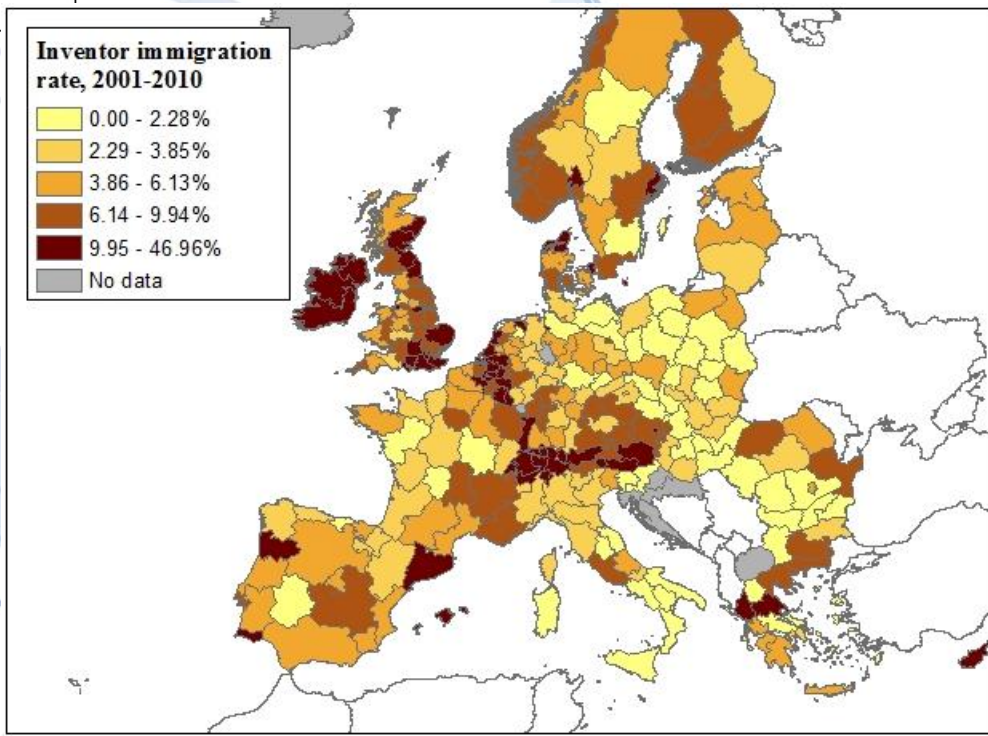 Inventor immigration
rate, 2001-2010
0.00 - 2.28%
2.29 - 3.85%
3.86 - 6.13%
6.14 - 9.94%
9.95 - 46.96%
No data